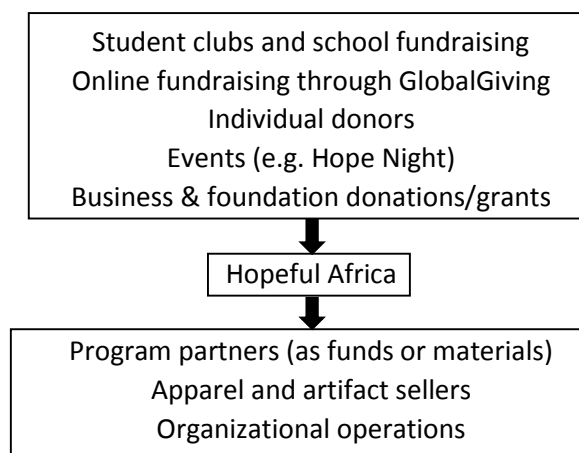 Student clubs and school fundraising
Online fundraising through GlobalGiving
Individual donors
Events (e.g. Hope Night)
Business & foundation donations/grants
Hopeful Africa
Program partners (as funds or materials)
Apparel and artifact sellers
Organizational operations